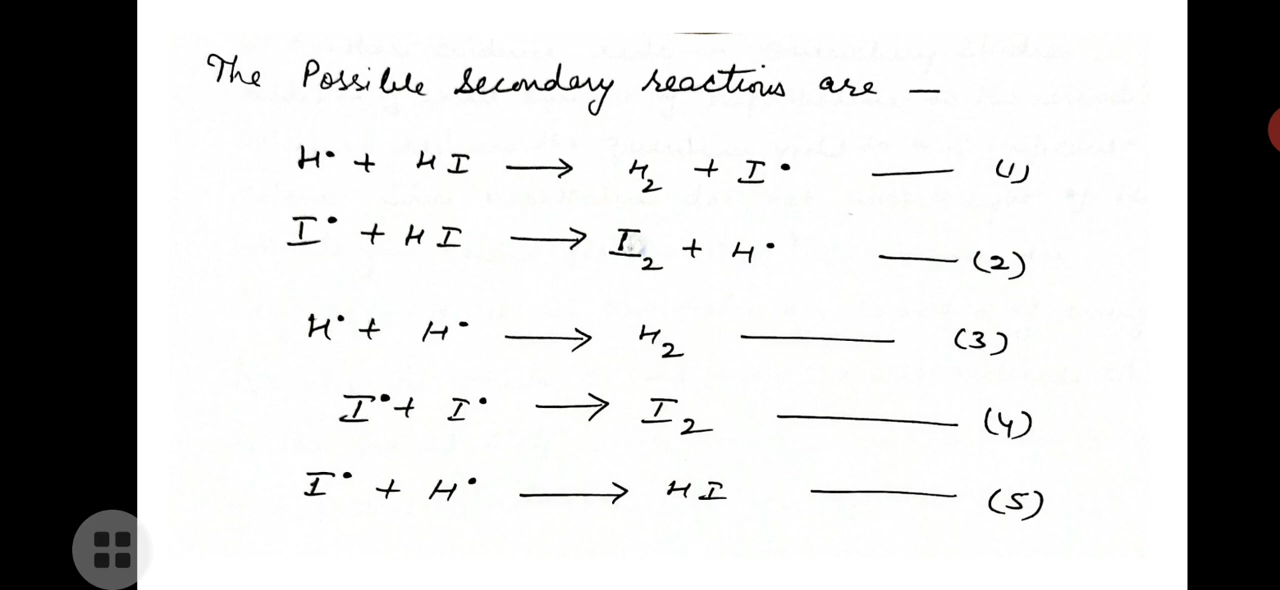 The Possible secondary reactions are —
H• + HI ⟶ H₂ + I• —— (1)
I• + HI ⟶ I₂ + H• —— (2)
H• + H• ⟶ H₂ —— (3)
I• + I• ⟶ I₂ —— (4)
I• + H• ⟶ HI —— (5)